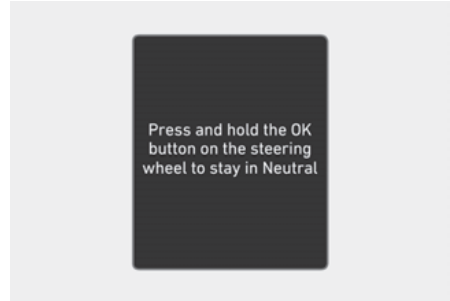 Press and hold the OK
button on the steering
wheel to stay in Neutral